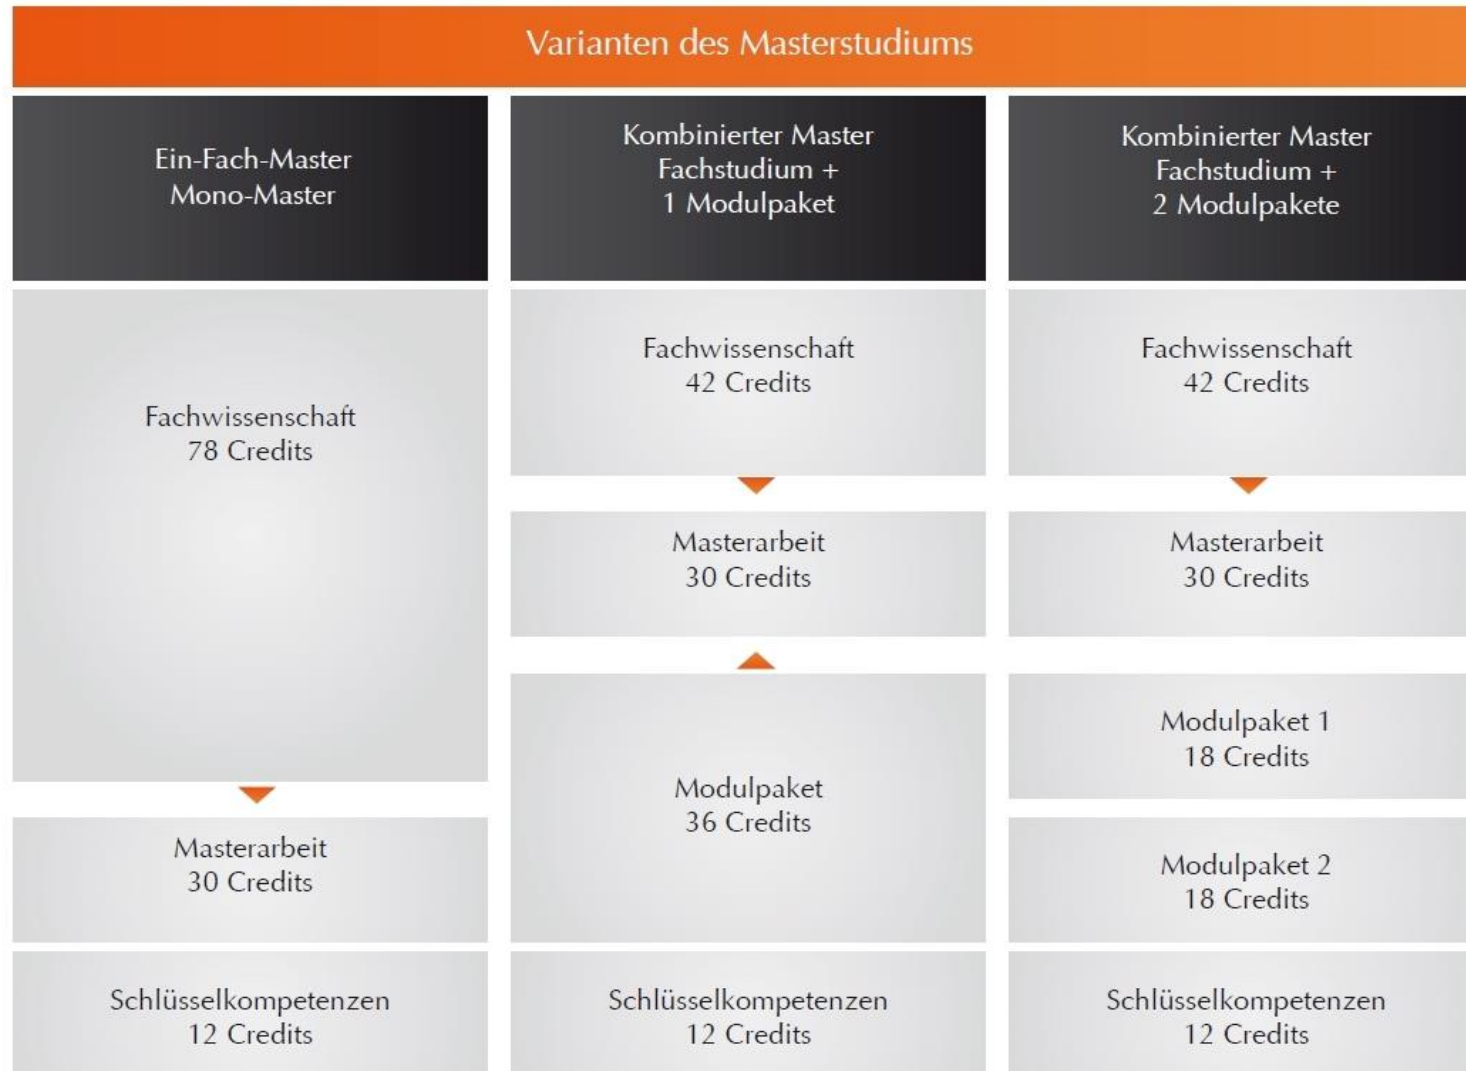 Varianten des Masterstudiums
Ein-Fach-Master
Mono-Master
Fachwissenschaft
78 Credits
Masterarbeit
30 Credits
Schlüsselkompetenzen
12 Credits
Kombinierter Master
Fachstudium +
1 Modulpaket
Fachwissenschaft
42 Credits
Masterarbeit
30 Credits
Modulpaket
36 Credits
Schlüsselkompetenzen
12 Credits
Kombinierter Master
Fachstudium +
2 Modulpakete
Fachwissenschaft
42 Credits
Masterarbeit
30 Credits
Modulpaket 1
18 Credits
Modulpaket 2
18 Credits
Schlüsselkompetenzen
12 Credits